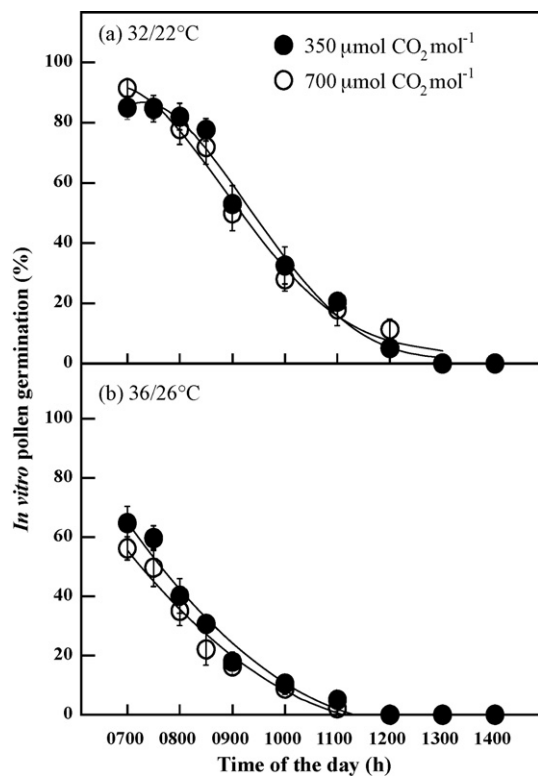 (a) 32/22°C
350 μmol CO₂ mol⁻¹
700 μmol CO₂ mol⁻¹
100
80
60
40
20
0
(b) 36/26°C
100
80
60
40
20
0
In vitro pollen germination (%)
0700 0800 0900 1000 1100 1200 1300 1400
Time of the day (h)